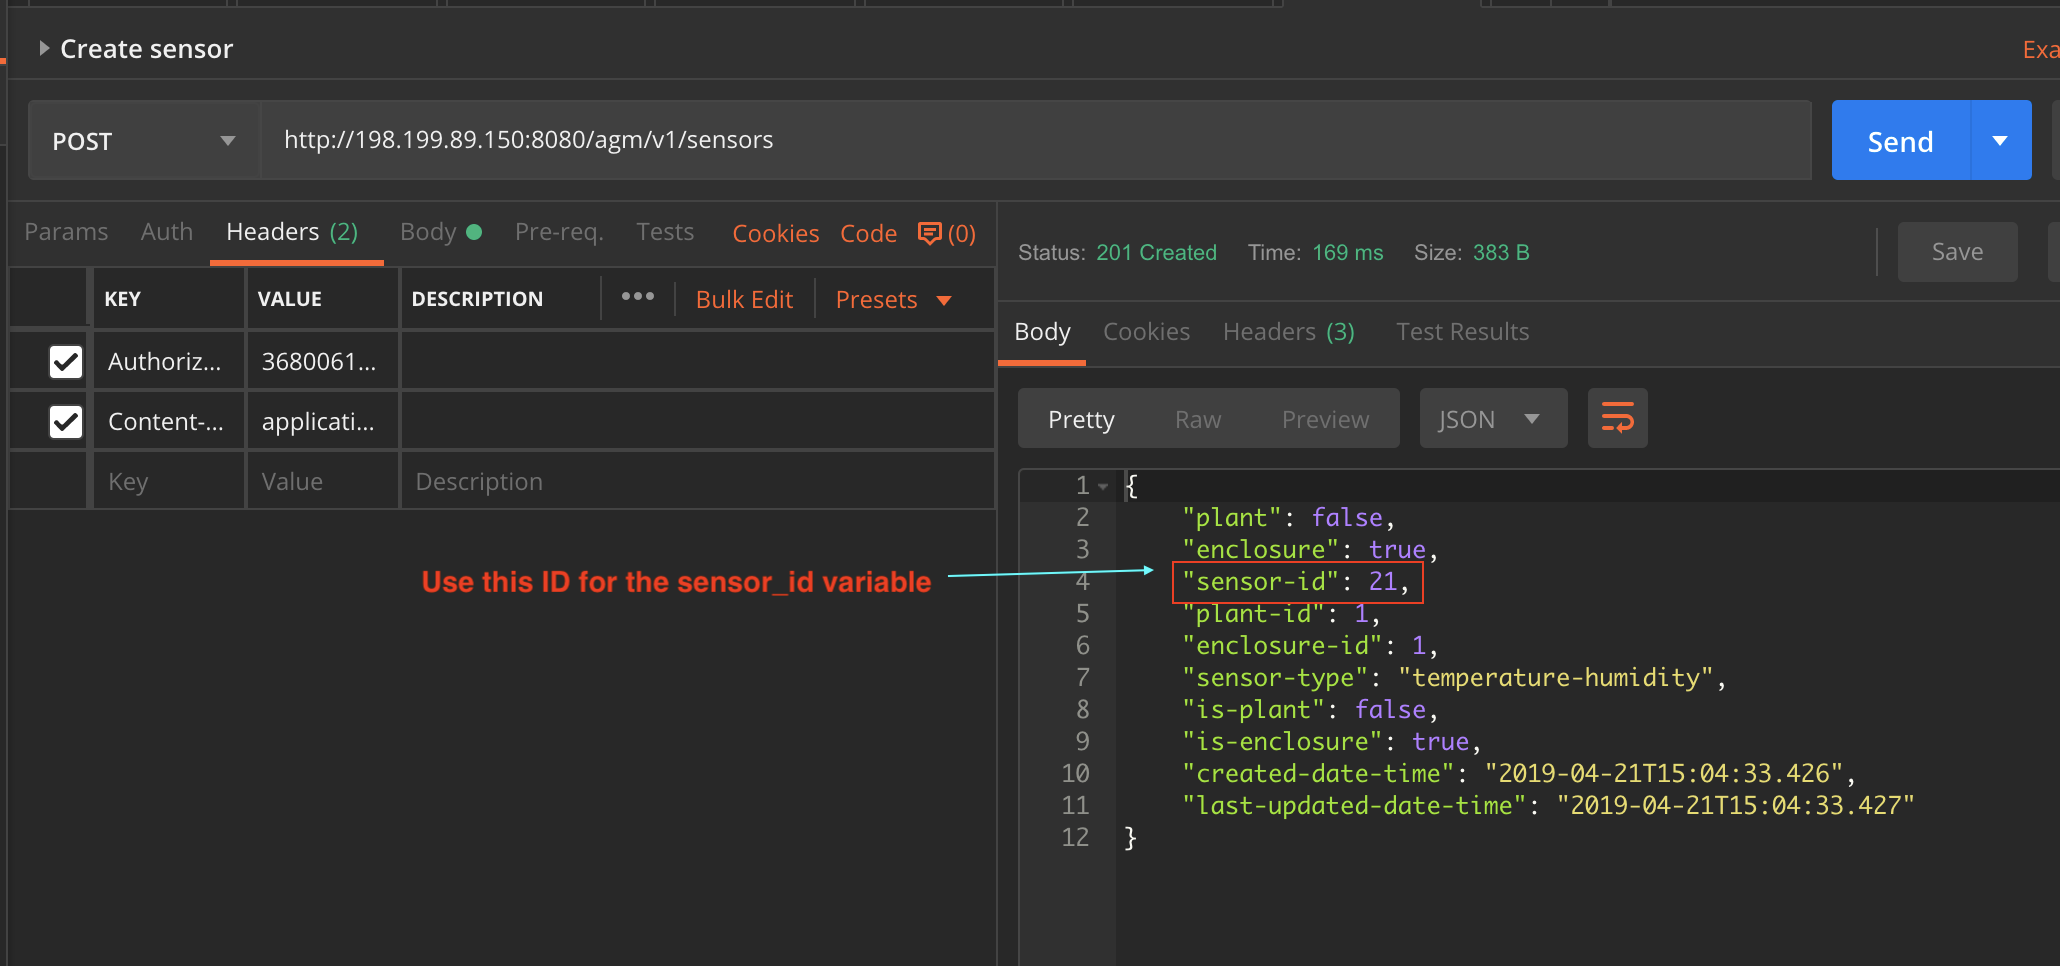 Create sensor
Exa
POST
http://198.199.89.150:8080/agm/v1/sensors
Send
Params Auth Headers (2) Body Pre-req. Tests Cookies Code (0)
KEY VALUE DESCRIPTION ••• Bulk Edit Presets
Authoriz... 3680061...
Content-... applicati...
Key Value Description
Use this ID for the sensor_id variable
Status: 201 Created Time: 169 ms Size: 383 B
Save
Body Cookies Headers (3) Test Results
Pretty Raw Preview JSON
1 {
2 "plant": false,
3 "enclosure": true,
4 "sensor-id": 21,
5 "plant-id": 1,
6 "enclosure-id": 1,
7 "sensor-type": "temperature-humidity",
8 "is-plant": false,
9 "is-enclosure": true,
10 "created-date-time": "2019-04-21T15:04:33.426",
11 "last-updated-date-time": "2019-04-21T15:04:33.427"
12 }